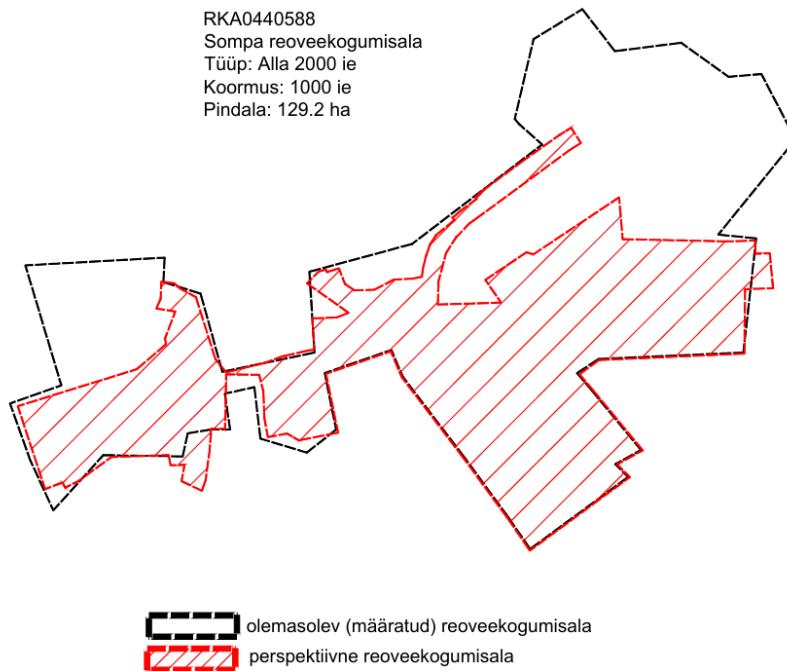 RKA0440588
Sompa reoveekogumisala
Tüüp: Alla 2000 ie
Koormus: 1000 ie
Pindala: 129.2 ha
olemasolev (määratud) reoveekogumisala
perspektiivne reoveekogumisala